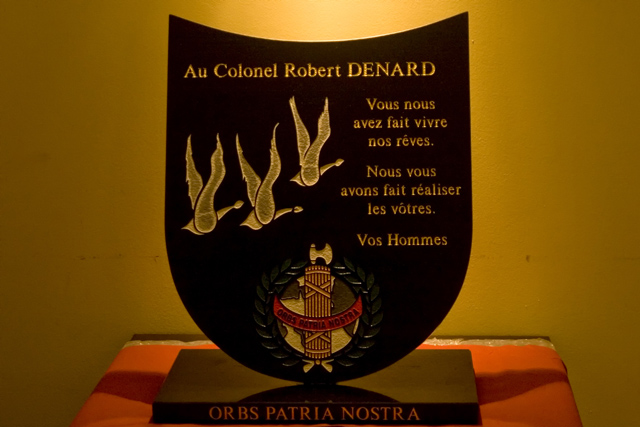 Au Colonel Robert DENARD
Vous nous
avez fait vivre
nos rêves.
Nous vous
avons fait réaliser
les vôtres.
Vos Hommes
ORBS PATRIA NOSTRA
ORBS PATRIA NOSTRA